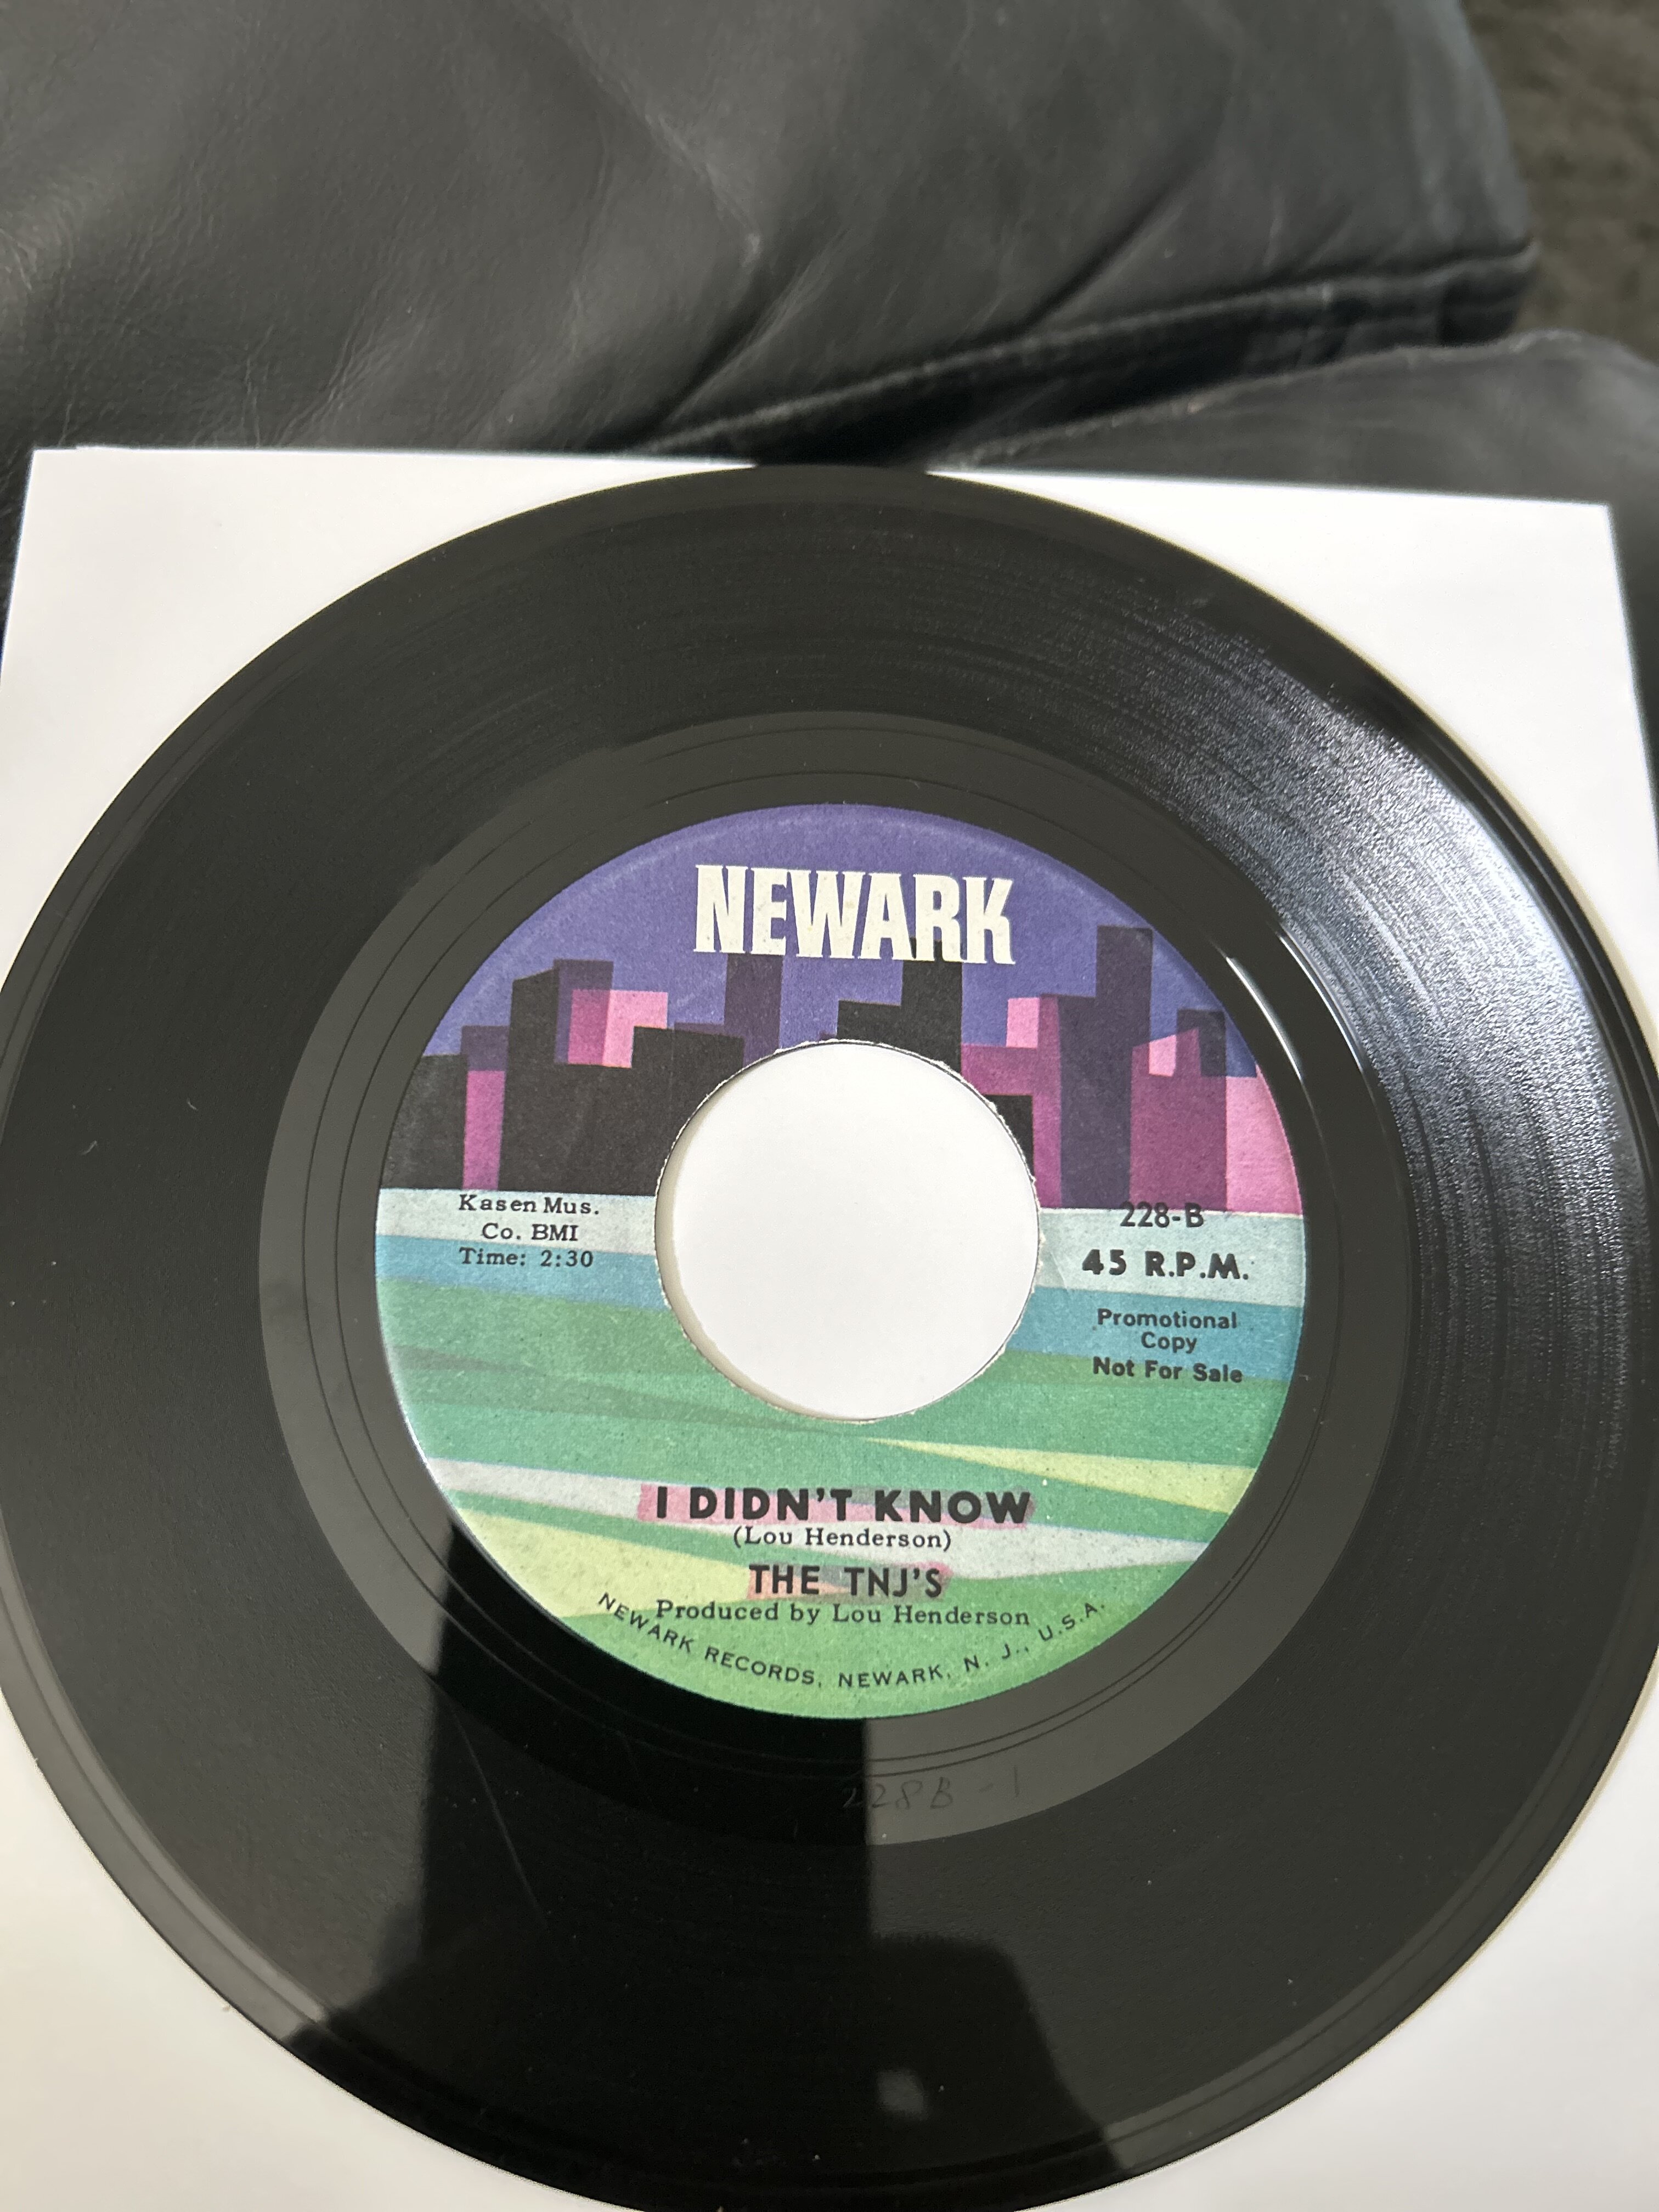 NEWARK
Kasen Mus.
Co. BMI
Time: 2:30
228-B
45 R.P.M.
Promotional
Copy
Not For Sale
I DIDN'T KNOW
(Lou Henderson)
THE TNJ'S
Produced by Lou Henderson
NEWARK RECORDS, NEWARK, N. J., U.S.A.
228B-1